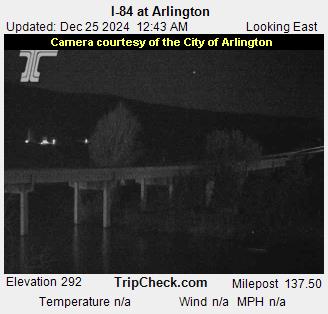 I-84 at Arlington
Updated: Dec 25 2024 12:43 AM Looking East
Camera courtesy of the City of Arlington
Elevation 292 TripCheck.com Milepost 137.50
Temperature n/a Wind n/a MPH n/a